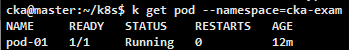 cka@master:~/k8s$ k get pod --namespace=cka-exam
NAME READY STATUS RESTARTS AGE
pod-01 1/1 Running 0 12m